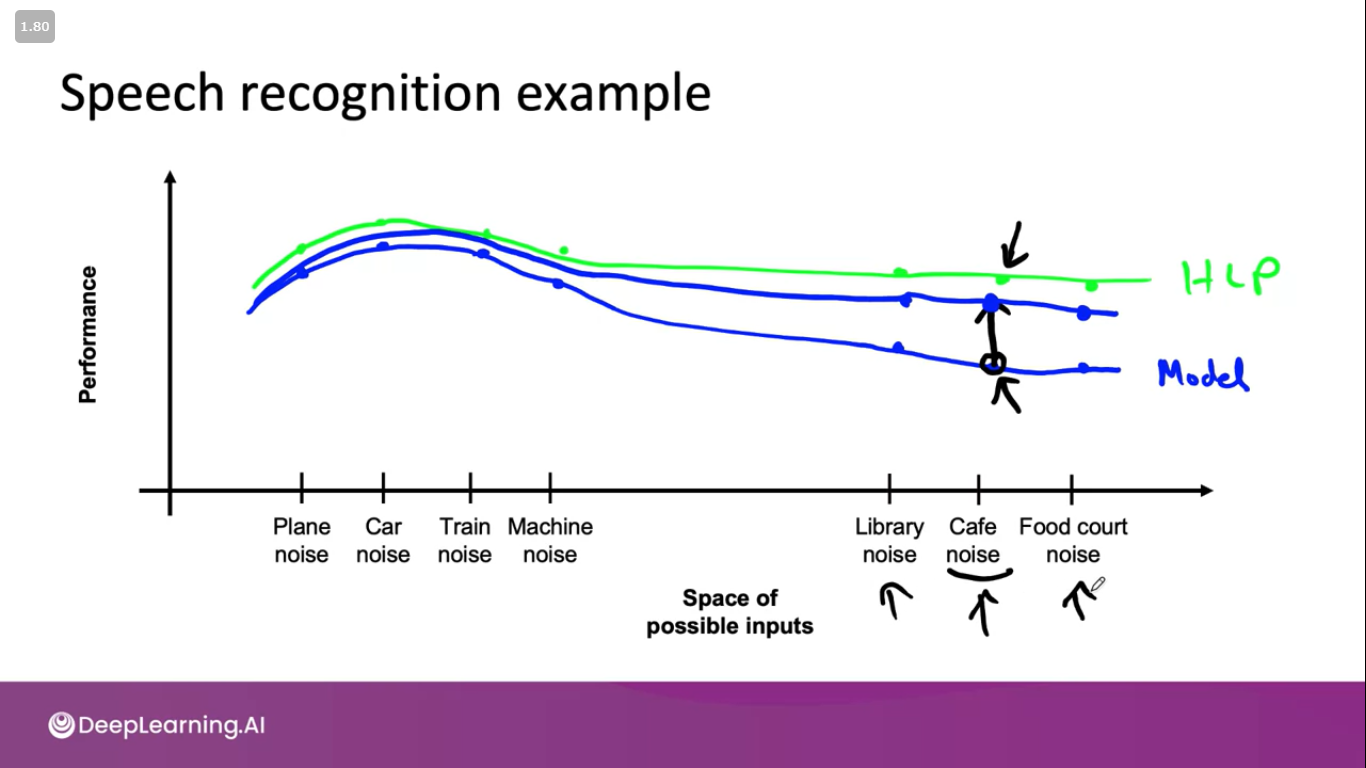 1.80
Speech recognition example
Performance
HLP
Model
Plane noise
Car noise
Train noise
Machine noise
Library noise
Cafe noise
Food court noise
Space of
possible inputs
DeepLearning.AI